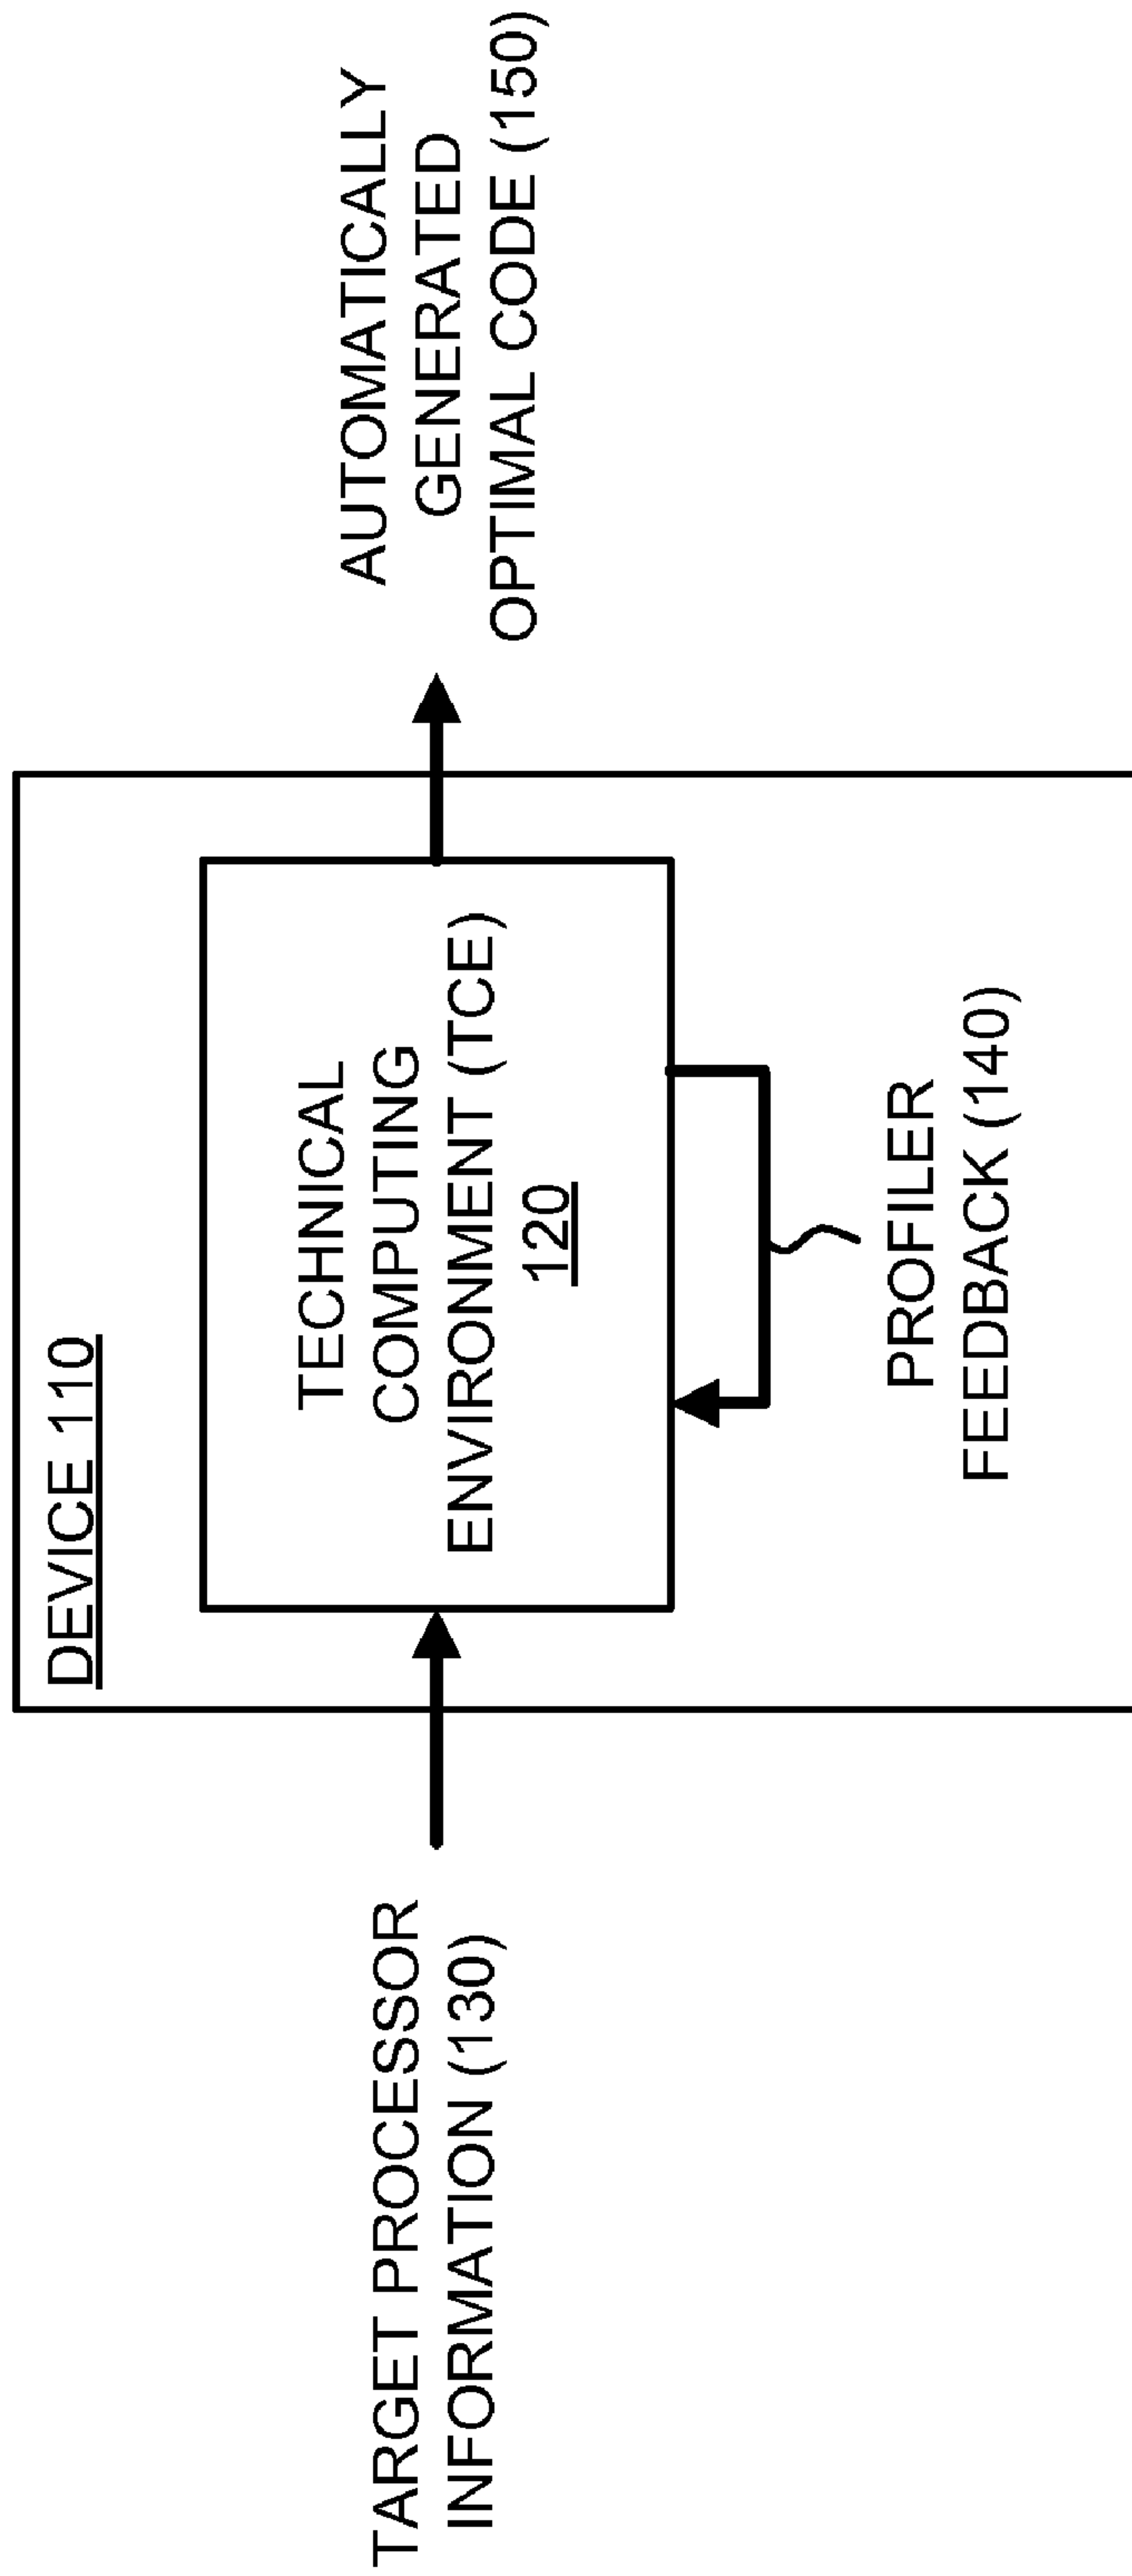 DEVICE 110
TARGET PROCESSOR
INFORMATION (130)
TECHNICAL
COMPUTING
ENVIRONMENT (TCE)
120
PROFILER
FEEDBACK (140)
AUTOMATICALLY
GENERATED
OPTIMAL CODE (150)